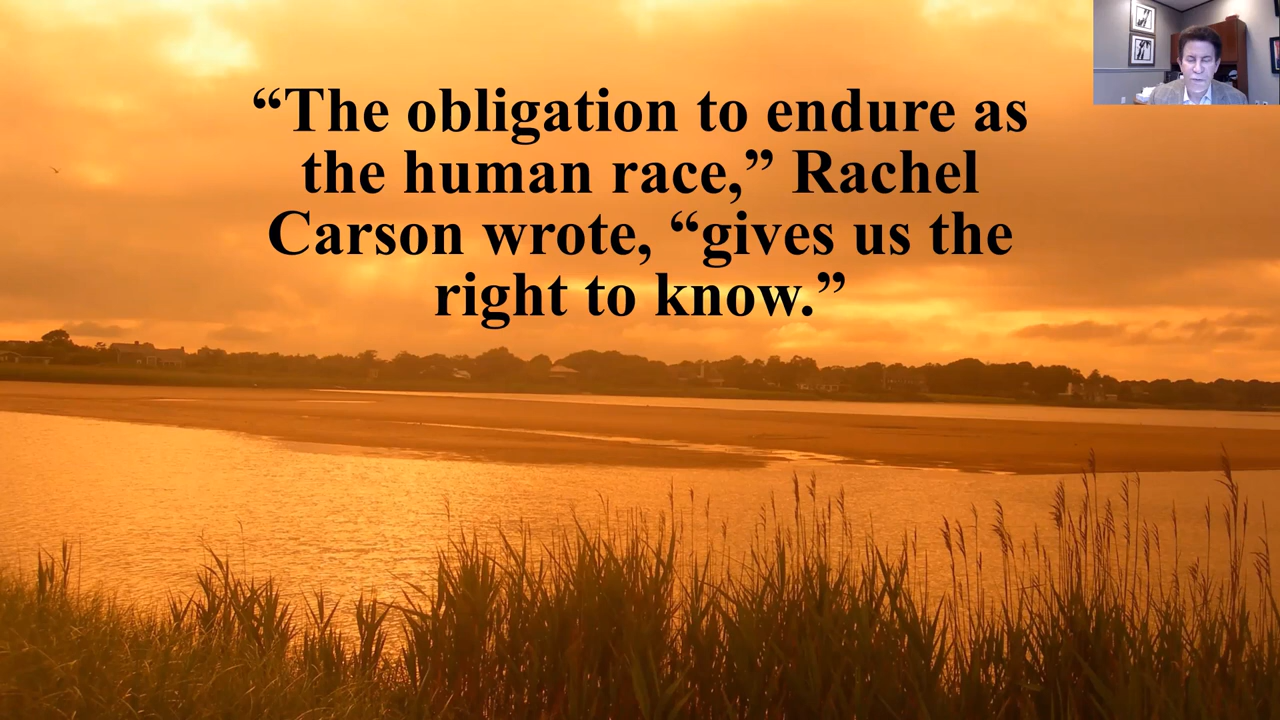 “The obligation to endure as
the human race,” Rachel
Carson wrote, “gives us the
right to know.”